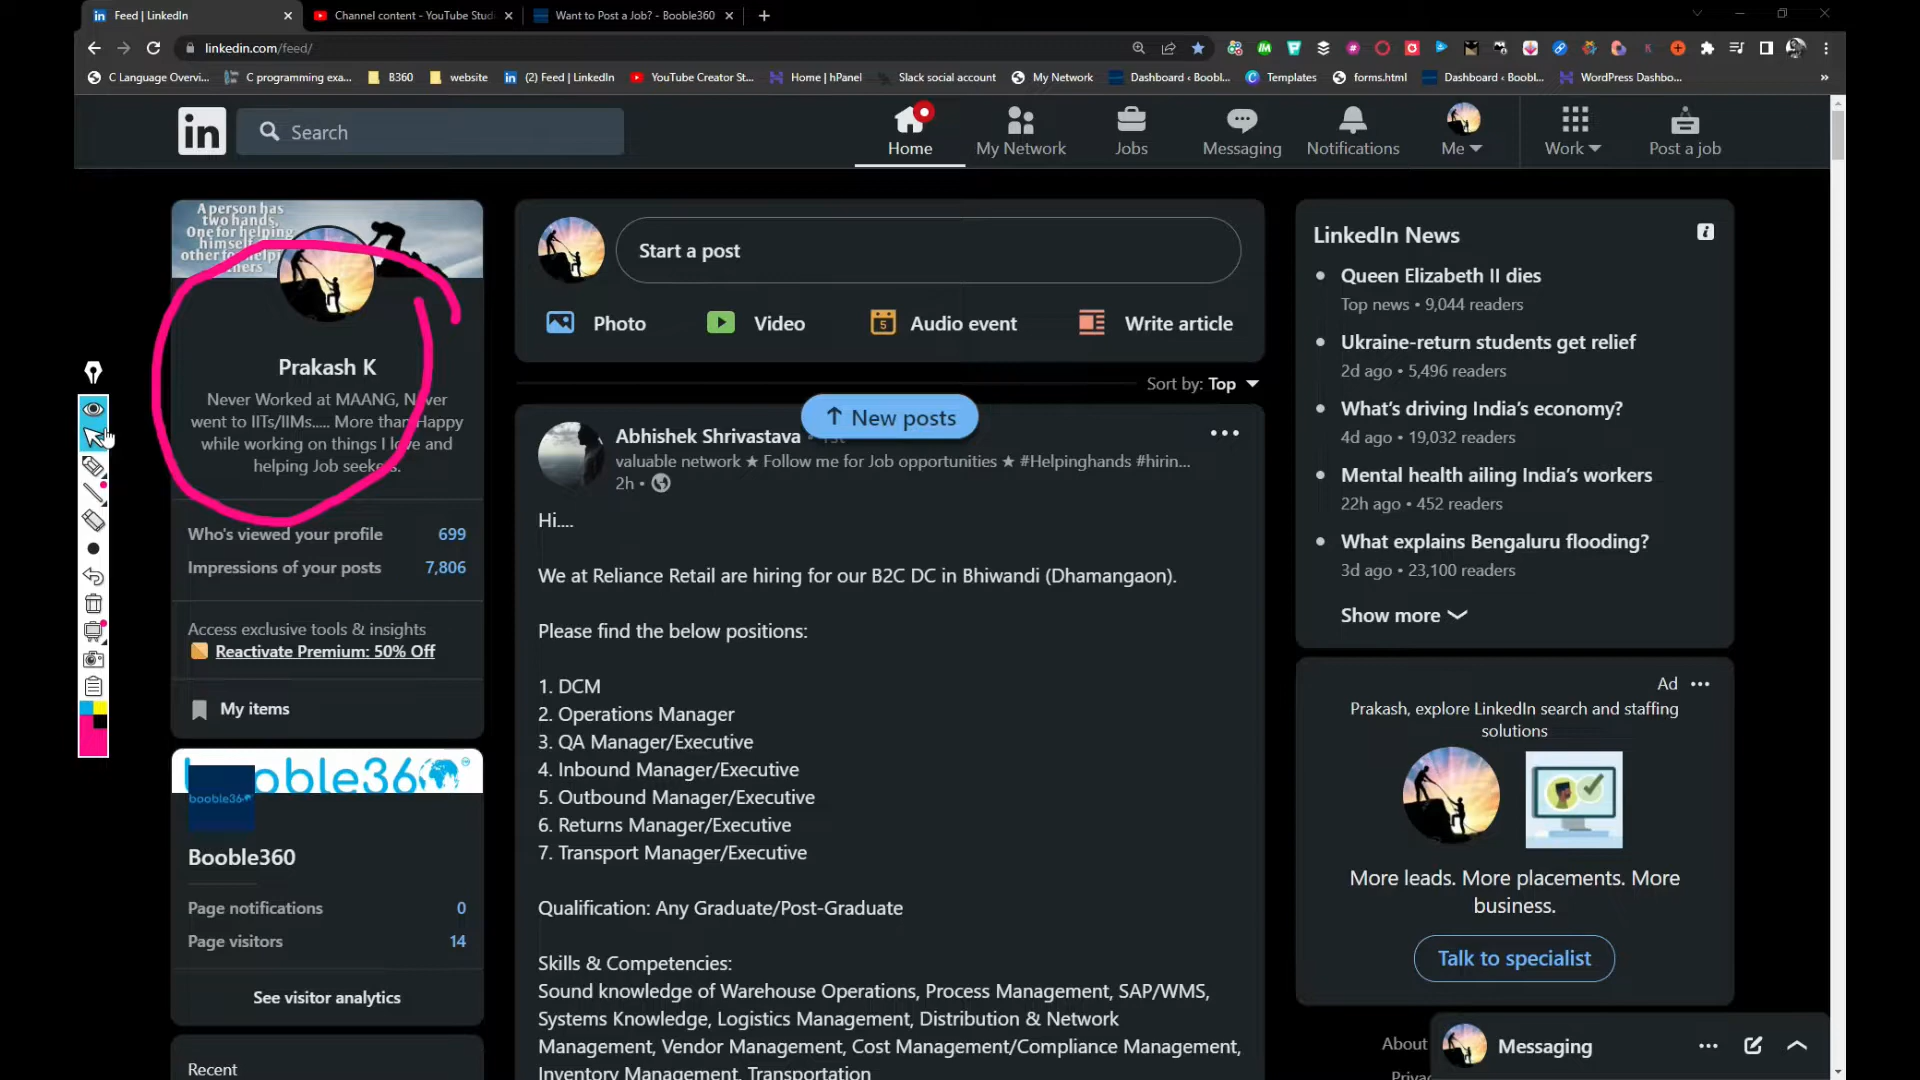 Feed | LinkedIn
Channel content - YouTube Studi
Want to Post a Job? - Booble360
linkedin.com/feed/
C Language Overvi...
C programming exa...
B360
website
(2) Feed | LinkedIn
YouTube Creator St...
Home | hPanel
Slack social account
My Network
Dashboard ‹ Boobl...
Templates
forms.html
Dashboard ‹ Boobl...
WordPress Dashbo...
in
Search
Home
My Network
Jobs
Messaging
Notifications
Me
Work
Post a job
A person has
two hands,
One for helping
himself
other for helpi
Prakash K
Never Worked at MAANG, Never
went to IITs/IIMs..... More than Happy
while working on things I love and
helping Job seekers.
Who's viewed your profile 699
Impressions of your posts 7,806
Access exclusive tools & insights
Reactivate Premium: 50% Off
My items
booble360
booble360
Booble360
Page notifications 0
Page visitors 14
See visitor analytics
Recent
Start a post
Photo
Video
5
Audio event
Write article
Sort by: Top
New posts
Abhishek Shrivastava • 1st
valuable network ★ Follow me for Job opportunities ★ #Helpinghands #hirin...
2h •
Hi....
We at Reliance Retail are hiring for our B2C DC in Bhiwandi (Dhamangaon).
Please find the below positions:
1. DCM
2. Operations Manager
3. QA Manager/Executive
4. Inbound Manager/Executive
5. Outbound Manager/Executive
6. Returns Manager/Executive
7. Transport Manager/Executive
Qualification: Any Graduate/Post-Graduate
Skills & Competencies:
Sound knowledge of Warehouse Operations, Process Management, SAP/WMS,
Systems Knowledge, Logistics Management, Distribution & Network
Management, Vendor Management, Cost Management/Compliance Management,
Inventory Management, Transportation
LinkedIn News
Queen Elizabeth II dies
Top news • 9,044 readers
Ukraine-return students get relief
2d ago • 5,496 readers
What's driving India's economy?
4d ago • 19,032 readers
Mental health ailing India's workers
22h ago • 452 readers
What explains Bengaluru flooding?
3d ago • 23,100 readers
Show more
Ad
Prakash, explore LinkedIn search and staffing
solutions
More leads. More placements. More
business.
Talk to specialist
About
Messaging